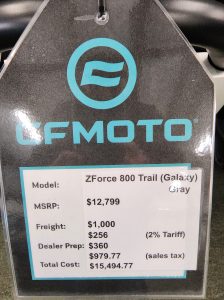 CFMOTO
Model: ZForce 800 Trail (Galaxy)
Gray
MSRP: $12,799
Freight: $1,000
$256 (2% Tariff)
Dealer Prep: $360
$979.77 (sales tax)
Total Cost: $15,494.77